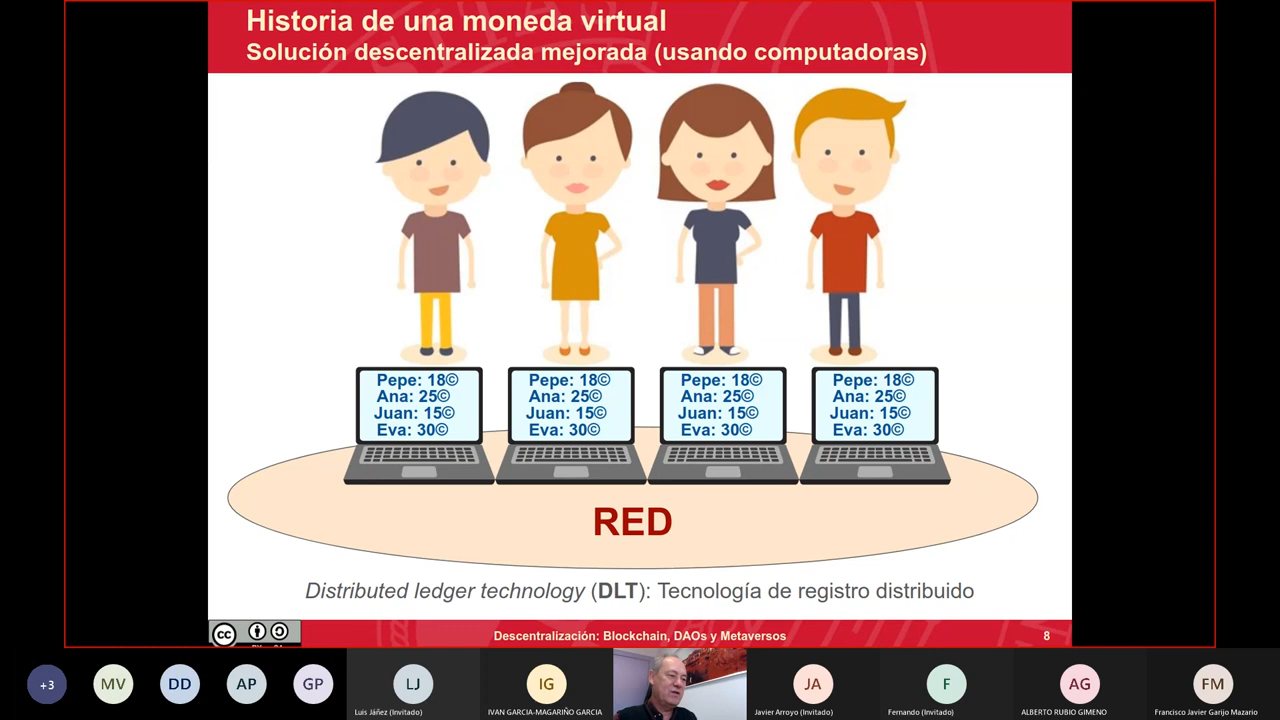 Historia de una moneda virtual
Solución descentralizada mejorada (usando computadoras)
Pepe: 18©
Ana: 25©
Juan: 15©
Eva: 30©
Pepe: 18©
Ana: 25©
Juan: 15©
Eva: 30©
Pepe: 18©
Ana: 25©
Juan: 15©
Eva: 30©
Pepe: 18©
Ana: 25©
Juan: 15©
Eva: 30©
RED
Distributed ledger technology (DLT): Tecnología de registro distribuido
cc
Descentralización: Blockchain, DAOs y Metaversos
8
+3
MV
DD
AP
GP
LJ
Luis Jáñez (Invitado)
IG
IVAN GARCIA-MAGARIÑO GARCIA
JA
Javier Arroyo (Invitado)
F
Fernando (Invitado)
AG
ALBERTO RUBIO GIMENO
FM
Francisco Javier Garijo Mazario